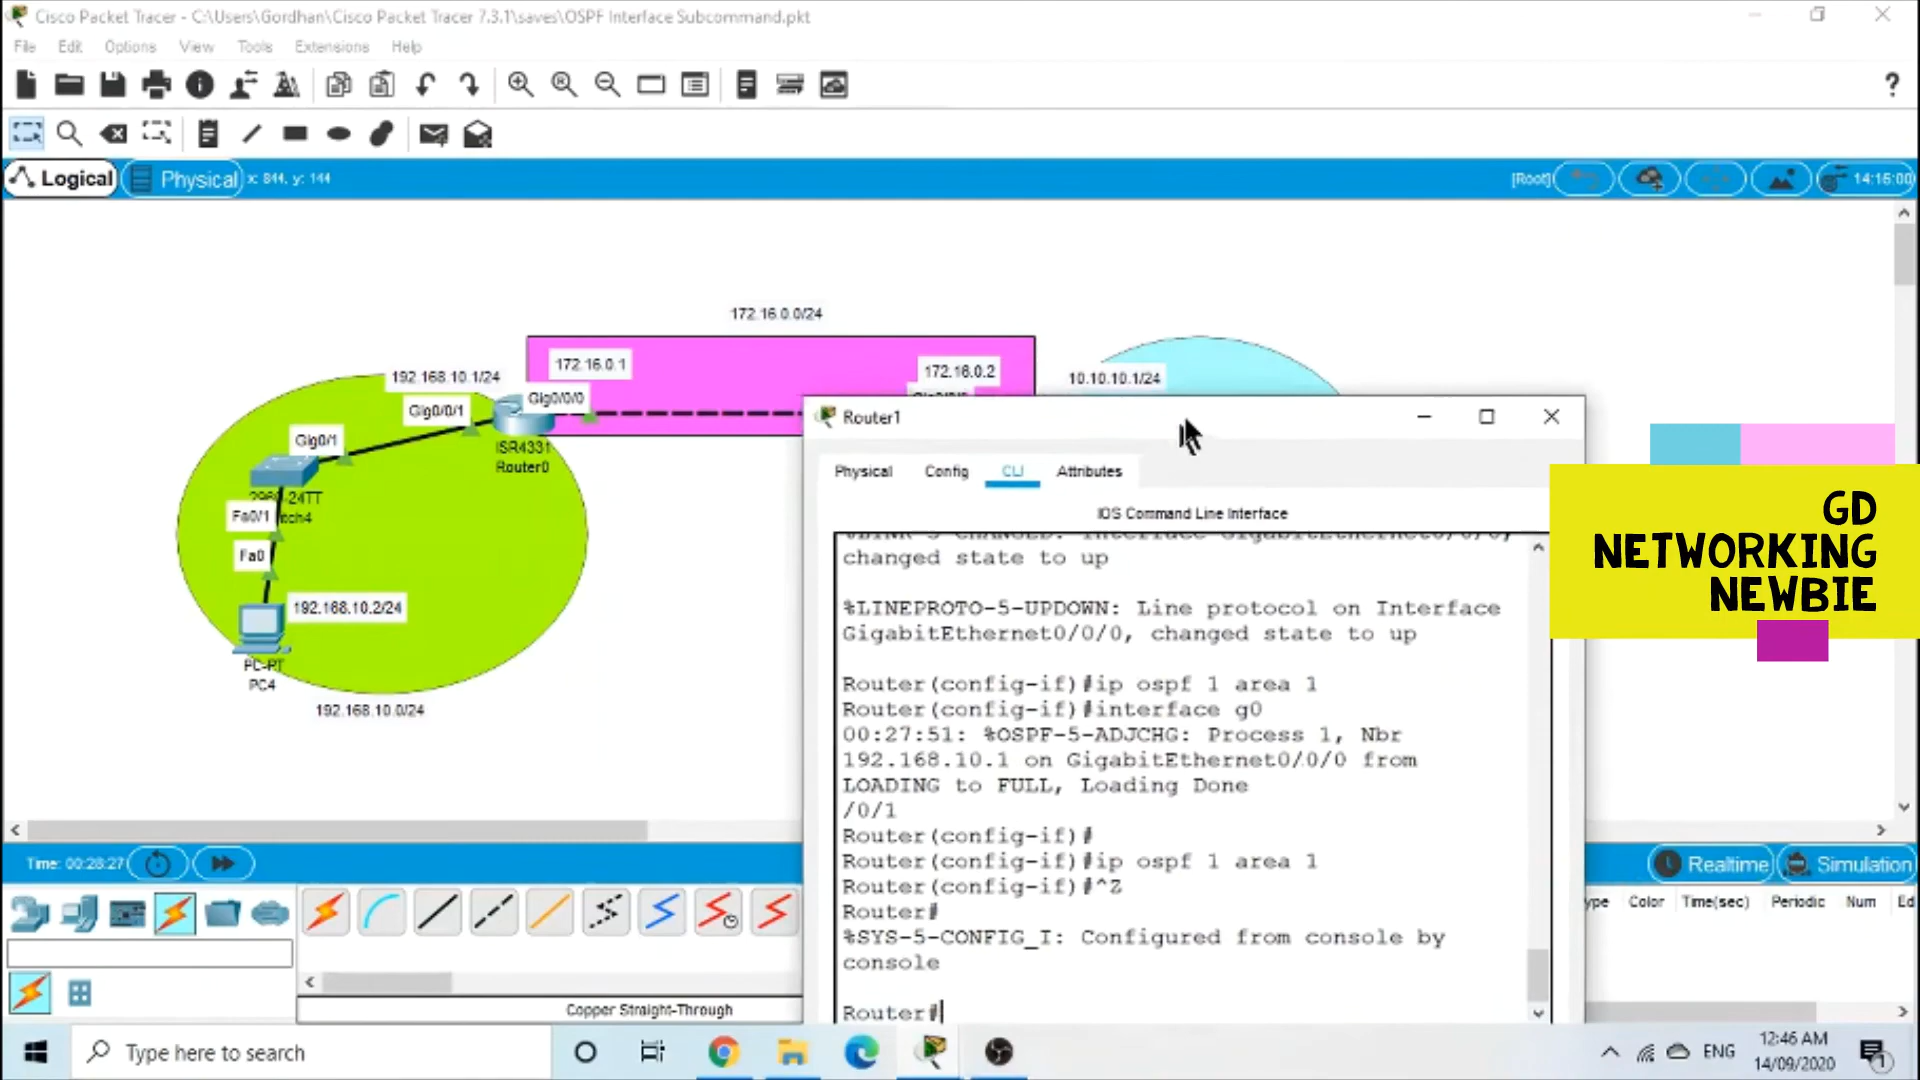 Cisco Packet Tracer - C:\Users\Gordhan\Cisco Packet Tracer 7.3.1\saves\OSPF Interface Subcommand.pkt
File Edit Options View Tools Extensions Help
?
Logical Physical x: 844, y: 144 [Root] 14:15:00
172.16.0.0/24
172.16.0.1
172.16.0.2
192.168.10.1/24
10.10.10.1/24
Gig0/0/0
Gig0/0/1
Gig0/1
ISR4331
Router0
24TT
Fa0/1
Fa0
192.168.10.2/24
PC-PT
PC4
192.168.10.0/24
Router1
Physical Config CLI Attributes
IOS Command Line Interface
changed state to up
%LINEPROTO-5-UPDOWN: Line protocol on Interface
GigabitEthernet0/0/0, changed state to up
Router(config-if)#ip ospf 1 area 1
Router(config-if)#interface g0
00:27:51: %OSPF-5-ADJCHG: Process 1, Nbr
192.168.10.1 on GigabitEthernet0/0/0 from
LOADING to FULL, Loading Done
/0/1
Router(config-if)#
Router(config-if)#ip ospf 1 area 1
Router(config-if)#^Z
Router#
%SYS-5-CONFIG_I: Configured from console by
console
Router#
GD
NETWORKING
NEWBIE
Time: 00:28:27
Realtime Simulation
Color Time(sec) Periodic Num
Copper Straight-Through
Type here to search
ENG
12:46 AM
14/09/2020
1